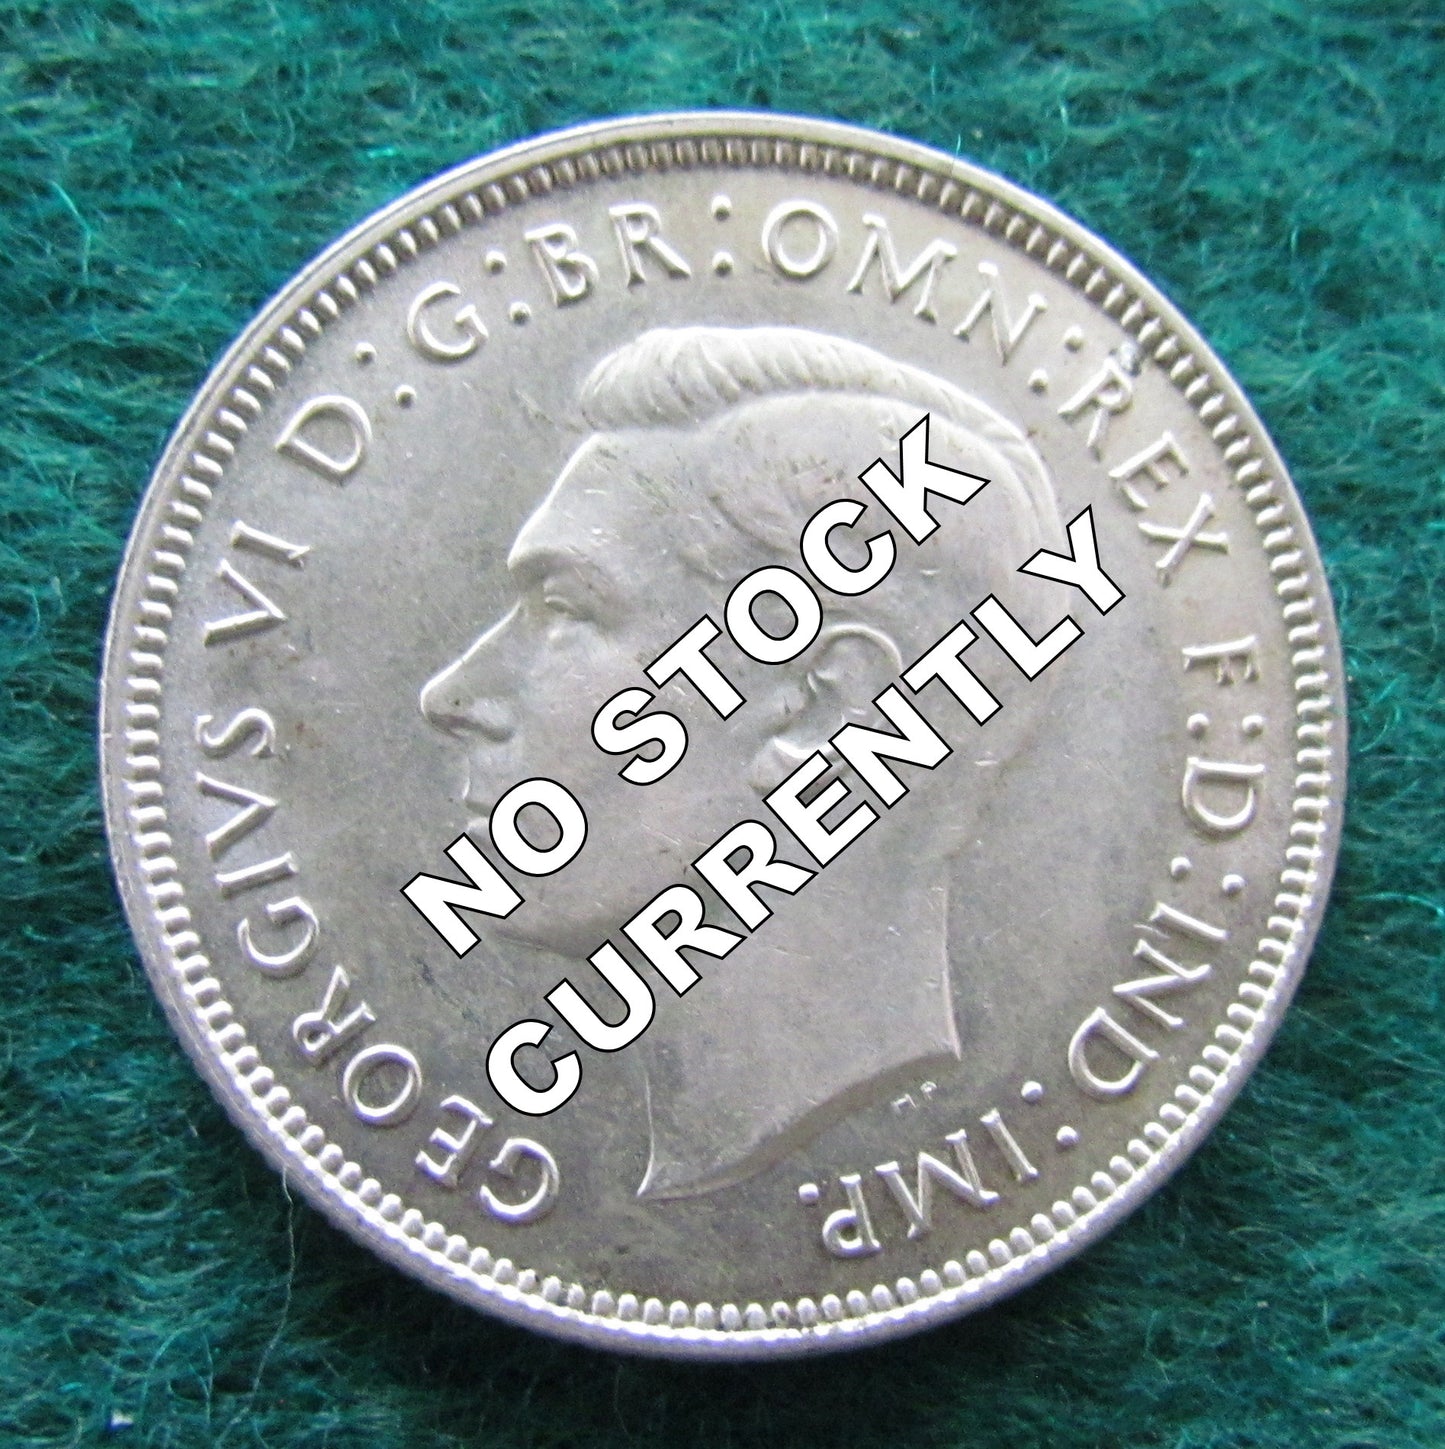 GEORGIVS VI D:G:BR:OMN:REX F:D:IND:IMP.
HP
NO STOCK
CURRENTLY